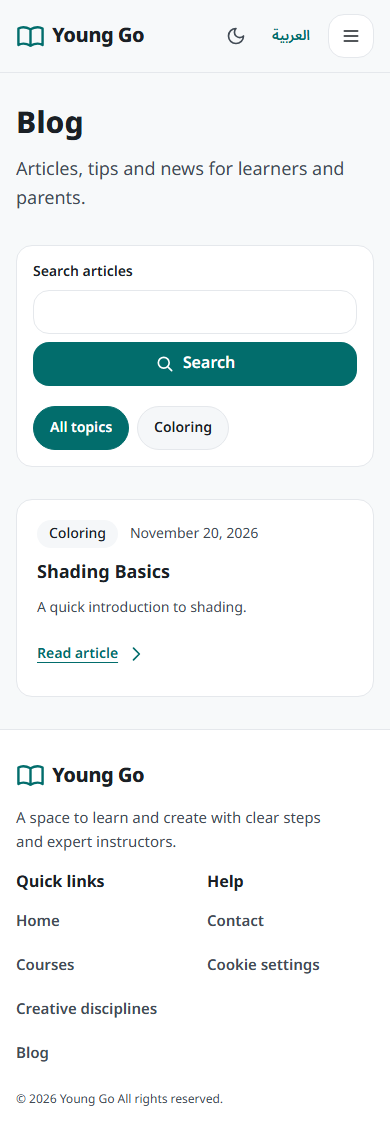 Young Go
العربية
Blog
Articles, tips and news for learners and
parents.
Search articles
Search
All topics
Coloring
Coloring
November 20, 2026
Shading Basics
A quick introduction to shading.
Read article
Young Go
A space to learn and create with clear steps
and expert instructors.
Quick links
Help
Home
Contact
Courses
Cookie settings
Creative disciplines
Blog
© 2026 Young Go All rights reserved.